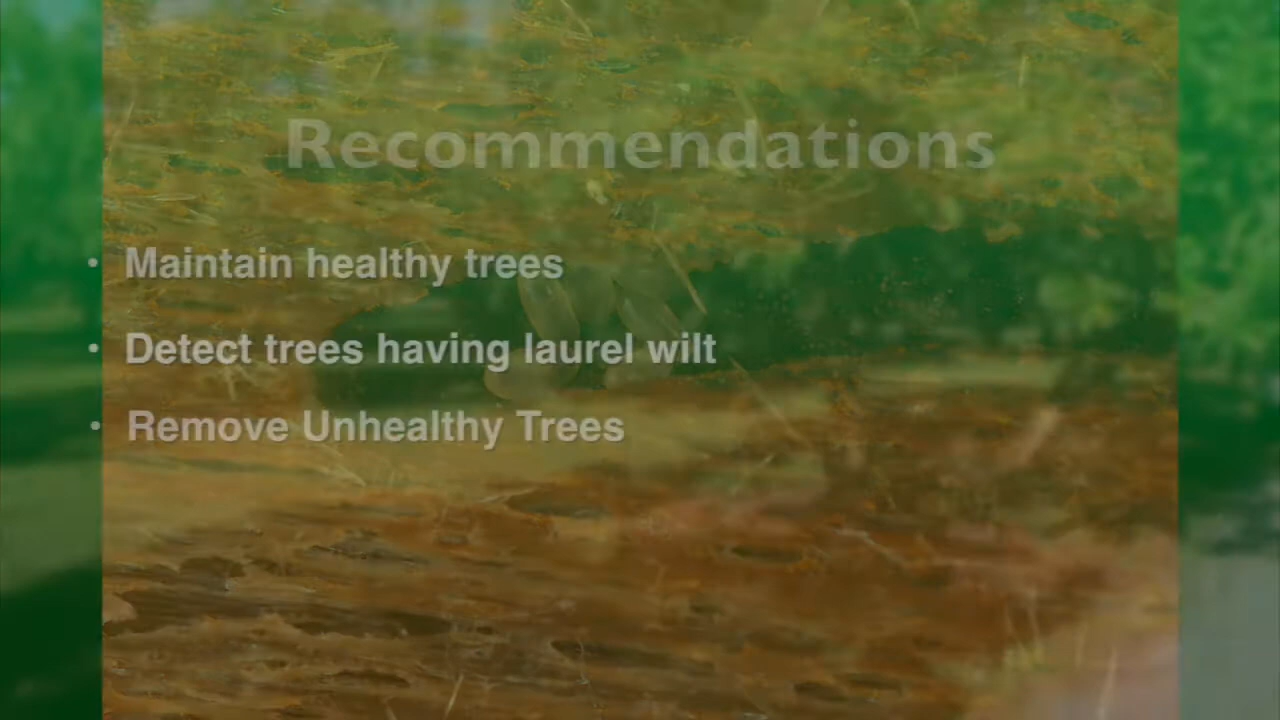 Recommendations
• Maintain healthy trees
• Detect trees having laurel wilt
• Remove Unhealthy Trees